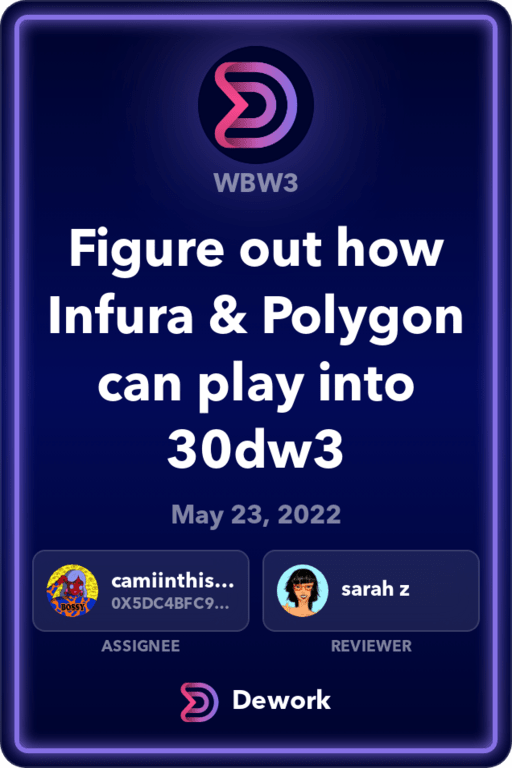 WBW3
Figure out how
Infura & Polygon
can play into
30dw3
May 23, 2022
BOSSY
camiinthis...
0X5DC4BFC9...
ASSIGNEE
sarah z
REVIEWER
Dework